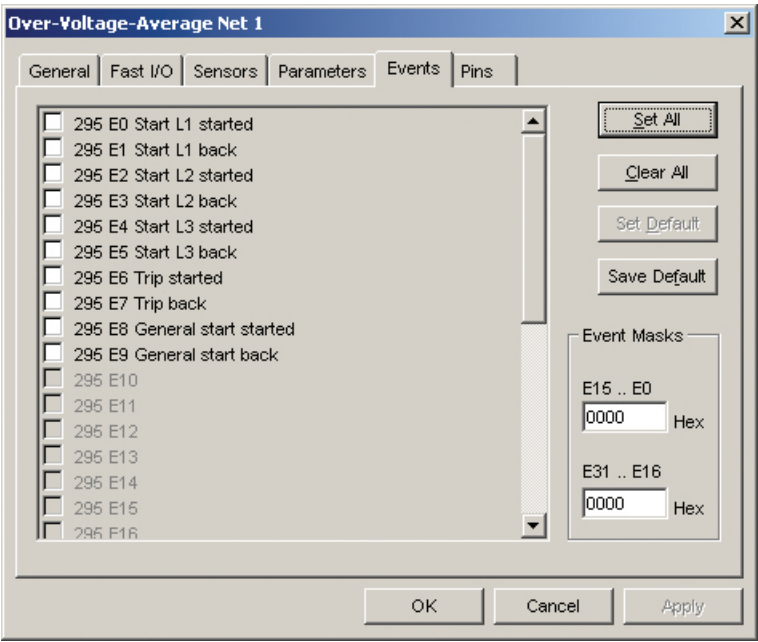 Over-Voltage-Average Net 1
General Fast I/O Sensors Parameters Events Pins
295 E0 Start L1 started
295 E1 Start L1 back
295 E2 Start L2 started
295 E3 Start L2 back
295 E4 Start L3 started
295 E5 Start L3 back
295 E6 Trip started
295 E7 Trip back
295 E8 General start started
295 E9 General start back
295 E10
295 E11
295 E12
295 E13
295 E14
295 E15
295 E16
Set All
Clear All
Set Default
Save Default
Event Masks
E15 .. E0
0000 Hex
E31 .. E16
0000 Hex
OK Cancel Apply